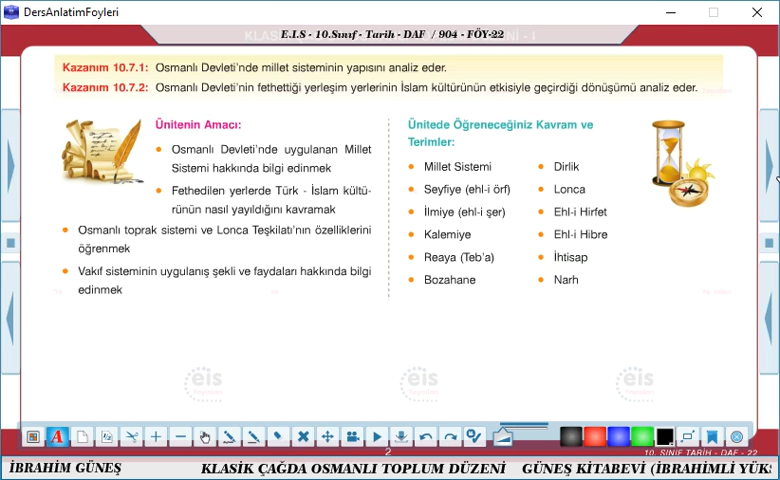 DersAnlatimFoyleri
E.I.S - 10.Sınıf - Tarih - DAF / 904 - FÖY-22
Kazanım 10.7.1: Osmanlı Devleti'nde millet sisteminin yapısını analiz eder.
Kazanım 10.7.2: Osmanlı Devleti'nin fethettiği yerleşim yerlerinin İslam kültürünün etkisiyle geçirdiği dönüşümü analiz eder.
Ünitenin Amacı:
• Osmanlı Devleti'nde uygulanan Millet
Sistemi hakkında bilgi edinmek
• Fethedilen yerlerde Türk - İslam kültü-
rünün nasıl yayıldığını kavramak
• Osmanlı toprak sistemi ve Lonca Teşkilatı'nın özelliklerini
öğrenmek
• Vakıf sisteminin uygulanış şekli ve faydaları hakkında bilgi
edinmek
Ünitede Öğreneceğiniz Kavram ve
Terimler:
• Millet Sistemi
• Seyfiye (ehl-i örf)
• İlmiye (ehl-i şer)
• Kalemiye
• Reaya (Teb'a)
• Bozahane
• Dirlik
• Lonca
• Ehl-i Hirfet
• Ehl-i Hibre
• İhtisap
• Narh
eis
eis
eis
2
10. SINIF TARİH - DAF - 22
İBRAHİM GÜNEŞ
KLASİK ÇAĞDA OSMANLI TOPLUM DÜZENİ
GÜNEŞ KİTABEVİ (İBRAHİMLİ YÜKS